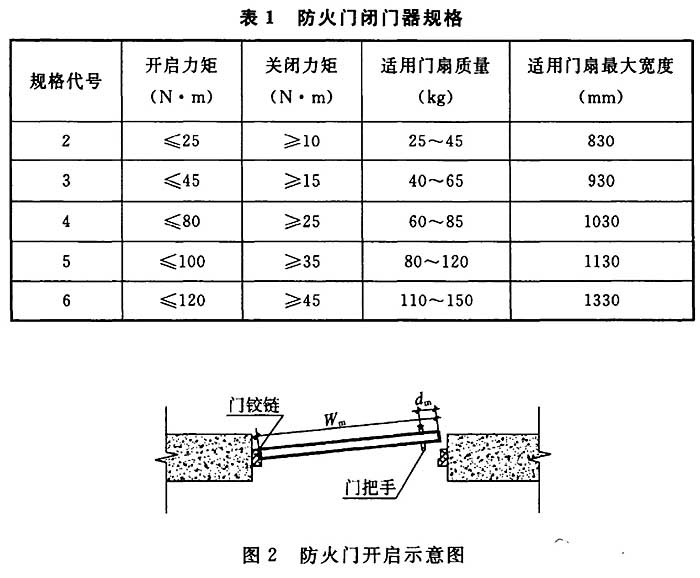 表1 防火门闭门器规格
规格代号 开启力矩(N·m) 关闭力矩(N·m) 适用门扇质量(kg) 适用门扇最大宽度(mm)
2 ≤25 ≥10 25～45 830
3 ≤45 ≥15 40～65 930
4 ≤80 ≥25 60～85 1030
5 ≤100 ≥35 80～120 1130
6 ≤120 ≥45 110～150 1330
门铰链
Wm
dm
门把手
图2 防火门开启示意图